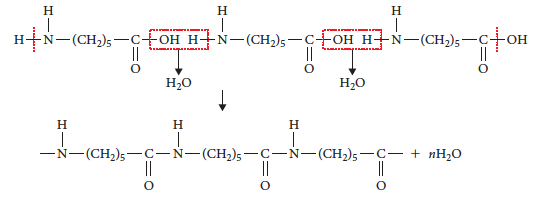 H H H
H—N—(CH₂)₅—C—OH H—N—(CH₂)₅—C—OH H—N—(CH₂)₅—C—OH
O O O
H₂O H₂O
H H H
—N—(CH₂)₅—C—N—(CH₂)₅—C—N—(CH₂)₅—C— + nH₂O
O O O